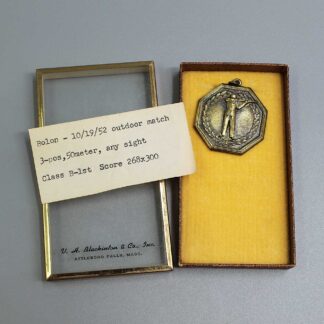 Bolon - 10/19/52 outdoor match
3-pos,50meter, any sight
Class B-1st Score 268x300
V. H. Blackinton & Co., Inc.
ATTLEBORO FALLS, MASS.